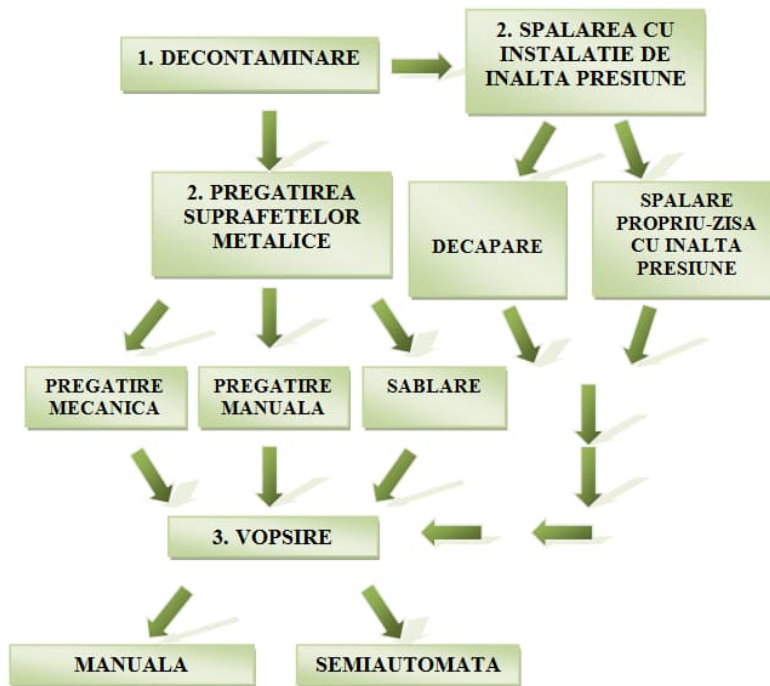 1. DECONTAMINARE
2. SPALAREA CU
INSTALATIE DE
INALTA PRESIUNE
2. PREGATIREA
SUPRAFETELOR
METALICE
DECAPARE
SPALARE
PROPRIU-ZISA
CU INALTA
PRESIUNE
PREGATIRE
MECANICA
PREGATIRE
MANUALA
SABLARE
3. VOPSIRE
MANUALA
SEMIAUTOMATA